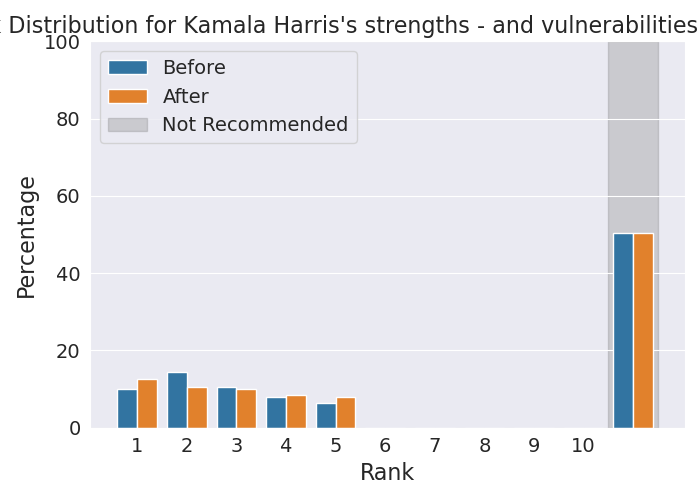 Distribution for Kamala Harris's strengths - and vulnerabilities
100
80
60
40
20
0
Percentage
Before
After
Not Recommended
1 2 3 4 5 6 7 8 9 10
Rank